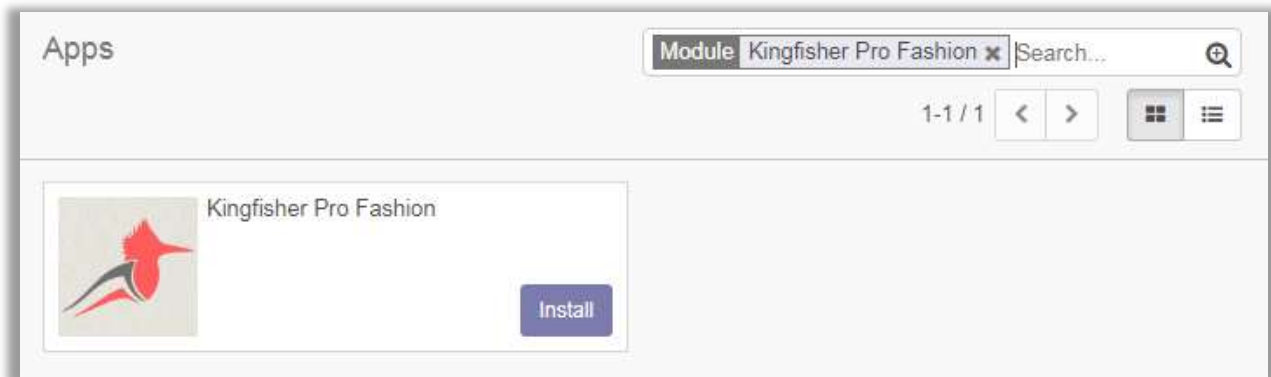 Apps
Module Kingfisher Pro Fashion Search...
1-1 / 1
Kingfisher Pro Fashion
Install